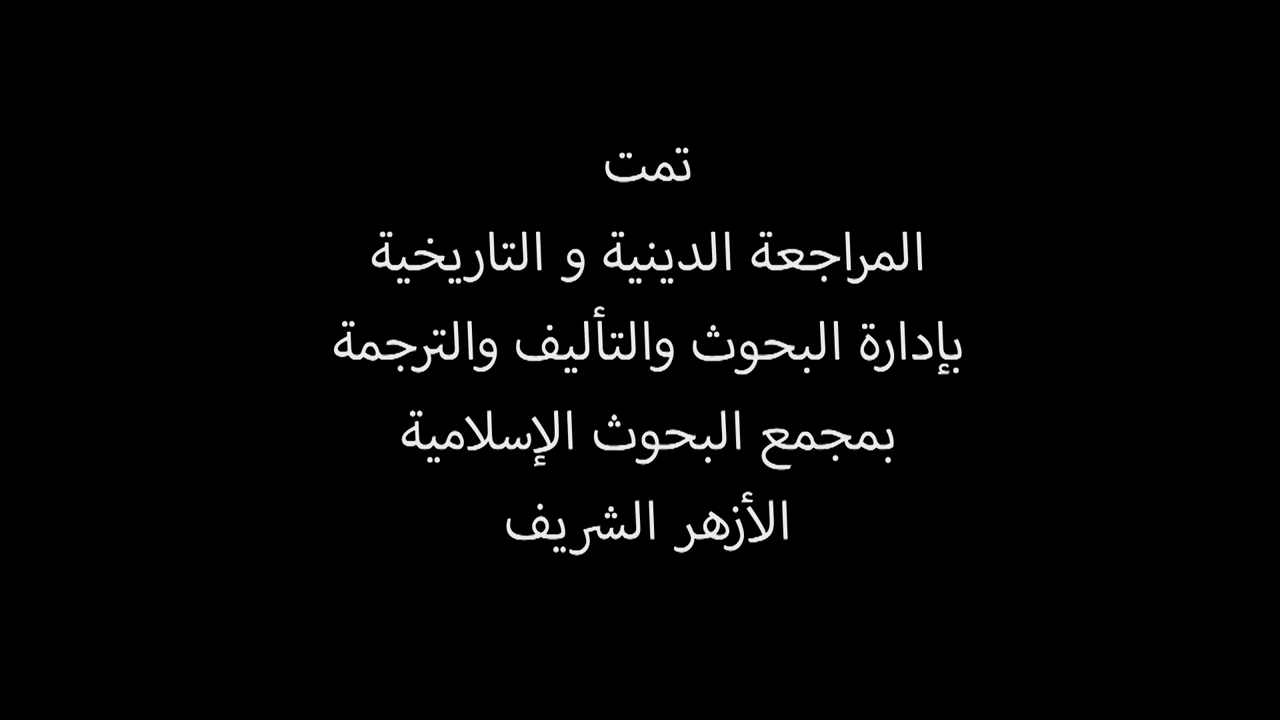 تمت
المراجعة الدينية و التاريخية
بإدارة البحوث والتأليف والترجمة
بمجمع البحوث الإسلامية
الأزهر الشريف